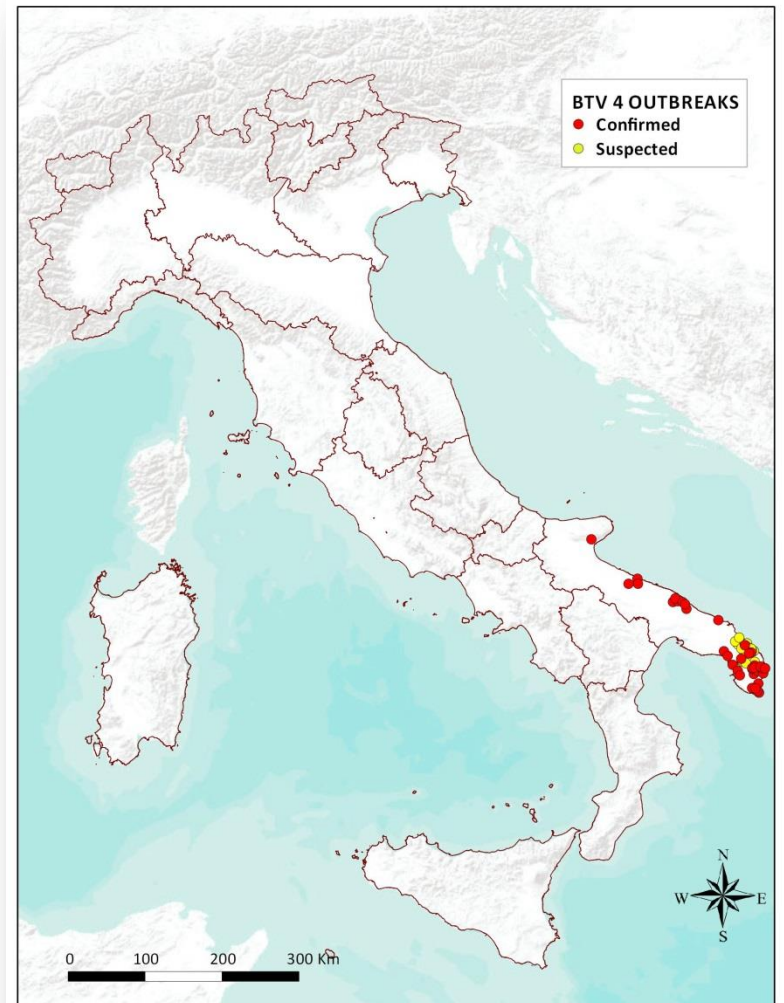 BTV 4 OUTBREAKS
Confirmed
Suspected
N
W E
S
0 100 200 300 Km